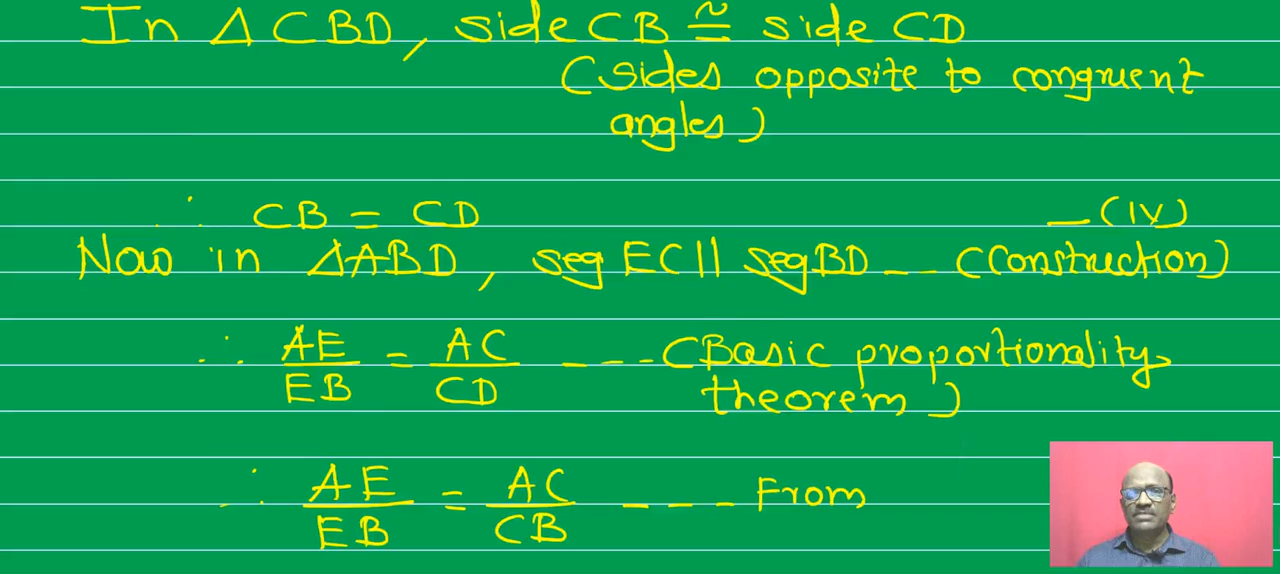 In Δ CBD, side CB ≅ side CD
(sides opposite to congruent
angles)
∴ CB = CD — (IV)
Now in ΔABD, seg EC || seg BD -- (Construction)
∴ AE/EB = AC/CD --- (Basic proportionality
theorem)
∴ AE/EB = AC/CB --- From